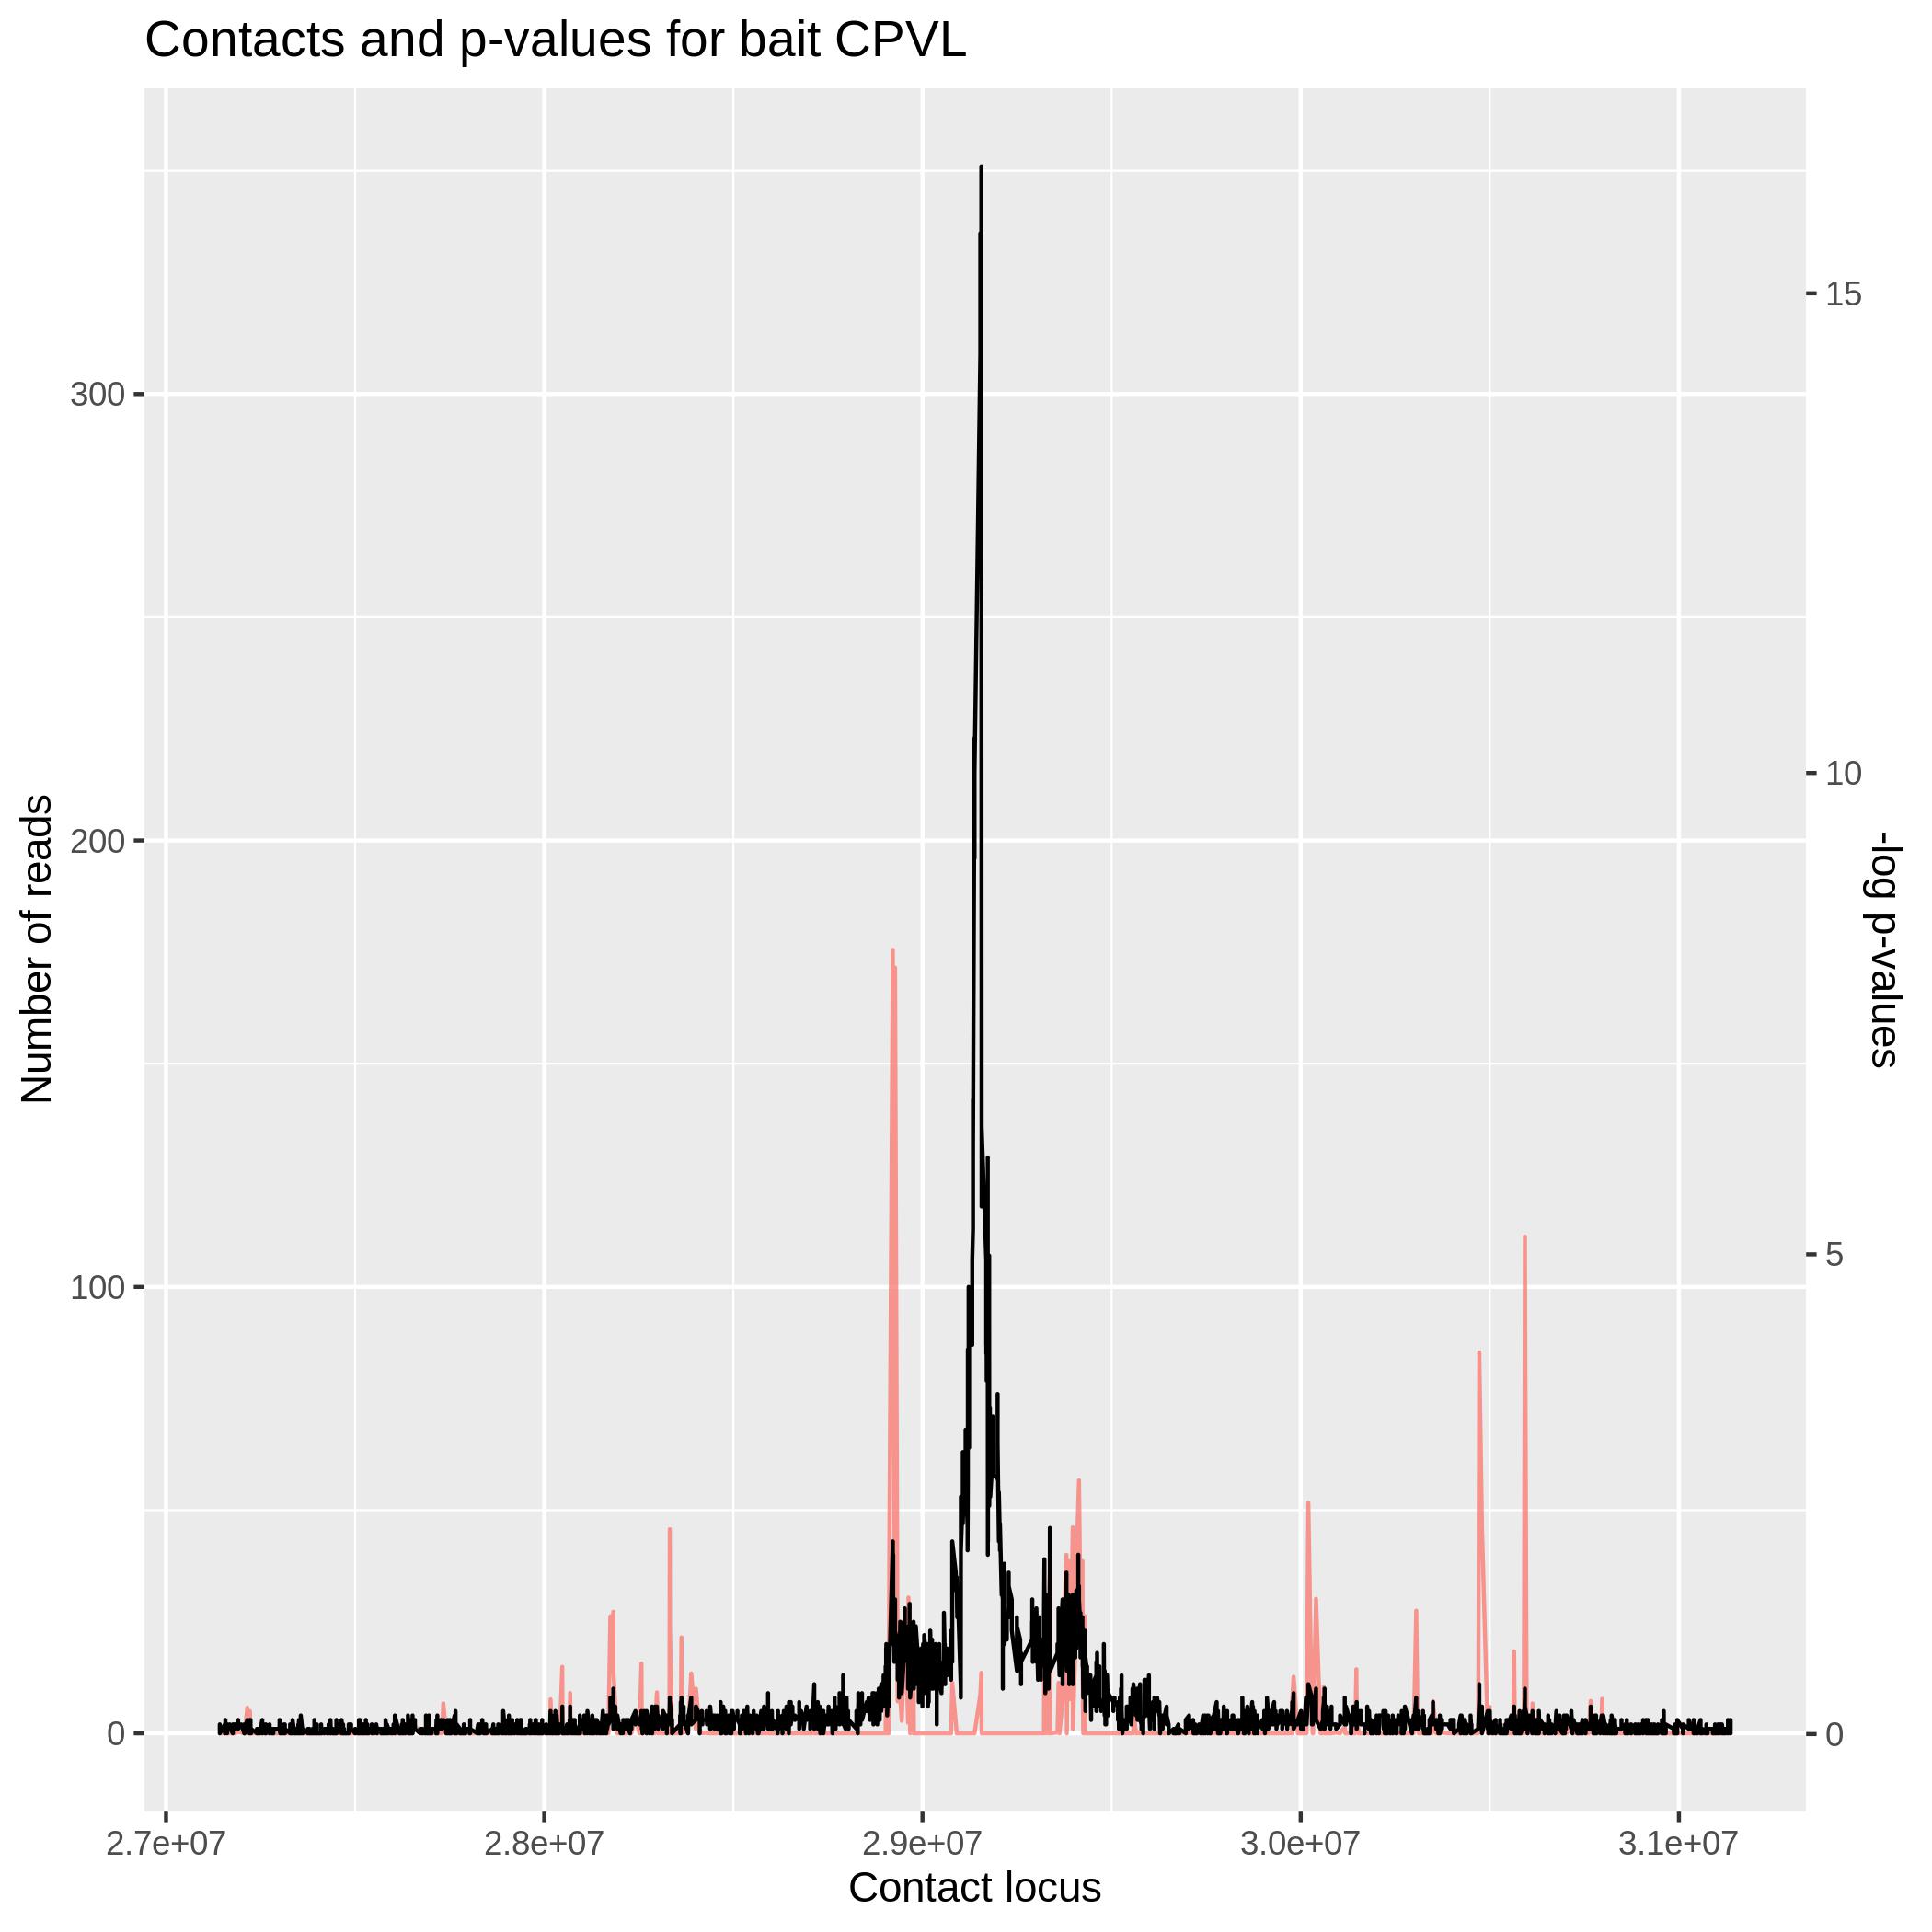 Contacts and p-values for bait CPVL
Number of reads
300
200
100
0
15
10
5
0
-log p-values
2.7e+07 2.8e+07 2.9e+07 3.0e+07 3.1e+07
Contact locus